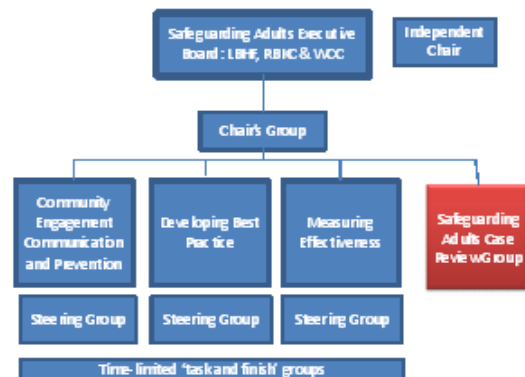 Safeguarding Adults Executive
Board: LBHF, RBKC & WCC
Independent
Chair
Chair's Group
Community
Engagement
Communication
and Prevention
Developing Best
Practice
Measuring
Effectiveness
Safeguarding
Adults Case
Review Group
Steering Group
Steering Group
Steering Group
Time-limited 'task and finish' groups